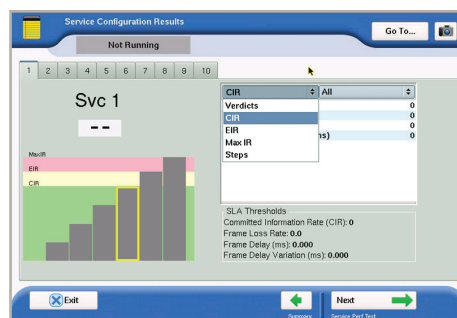 Service Configuration Results
Go To...
Not Running
1 2 3 4 5 6 7 8 9 10
Svc 1
--
CIR
All
Verdicts
0
CIR
0
EIR
0
Max IR
ns)
0
Steps
MaxIR
EIR
CIR
SLA Thresholds
Committed Information Rate (CIR): 0
Frame Loss Rate: 0.0
Frame Delay (ms): 0.000
Frame Delay Variation (ms): 0.000
Exit
Next
Summary
Service Perf Test